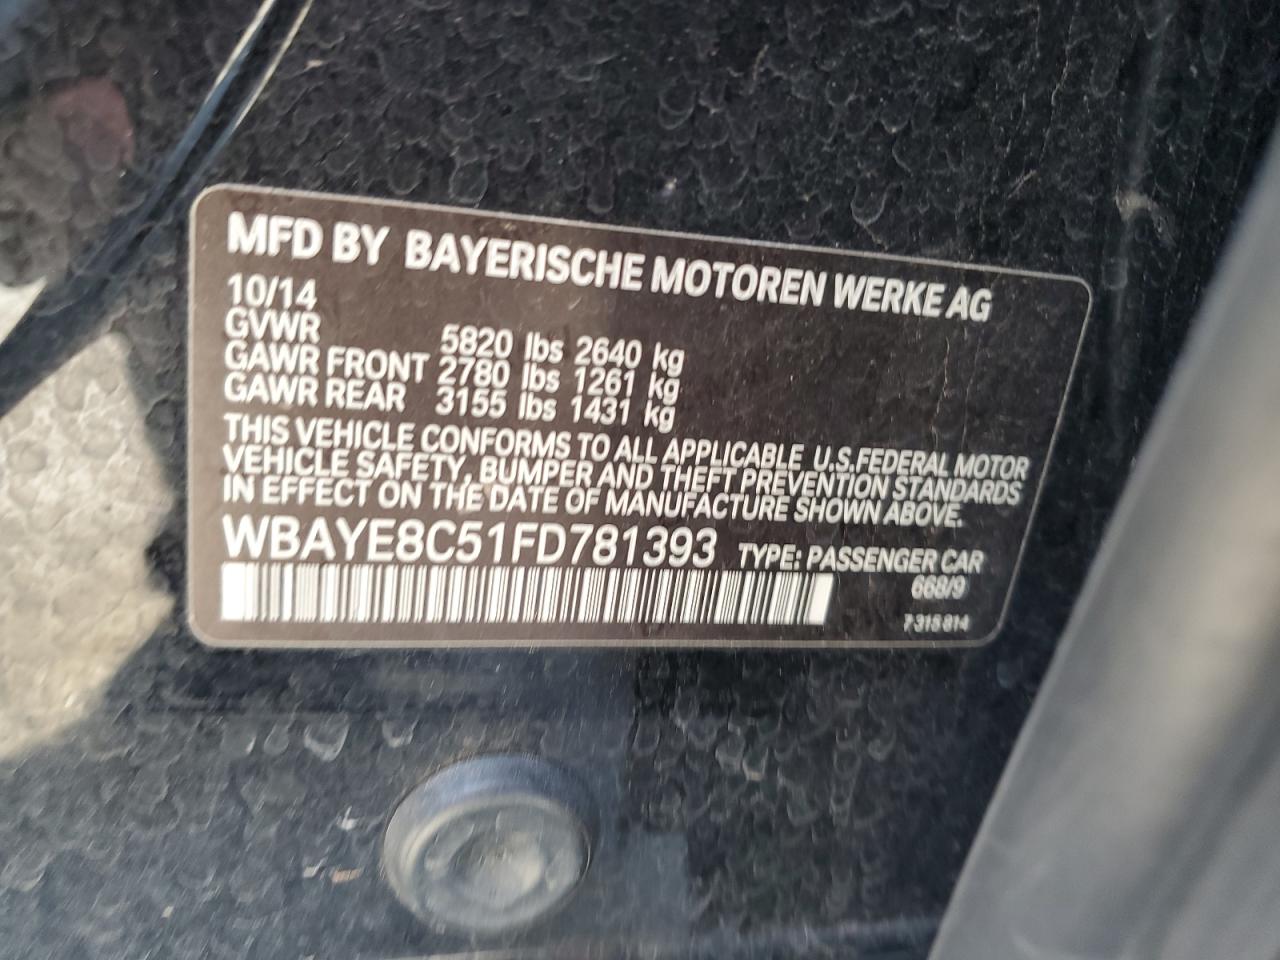 MFD BY BAYERISCHE MOTOREN WERKE AG
10/14
GVWR 5820 lbs 2640 kg
GAWR FRONT 2780 lbs 1261 kg
GAWR REAR 3155 lbs 1431 kg
THIS VEHICLE CONFORMS TO ALL APPLICABLE U.S.FEDERAL MOTOR
VEHICLE SAFETY, BUMPER AND THEFT PREVENTION STANDARDS
IN EFFECT ON THE DATE OF MANUFACTURE SHOWN ABOVE.
WBAYE8C51FD781393 TYPE: PASSENGER CAR
668/9
7 315 814